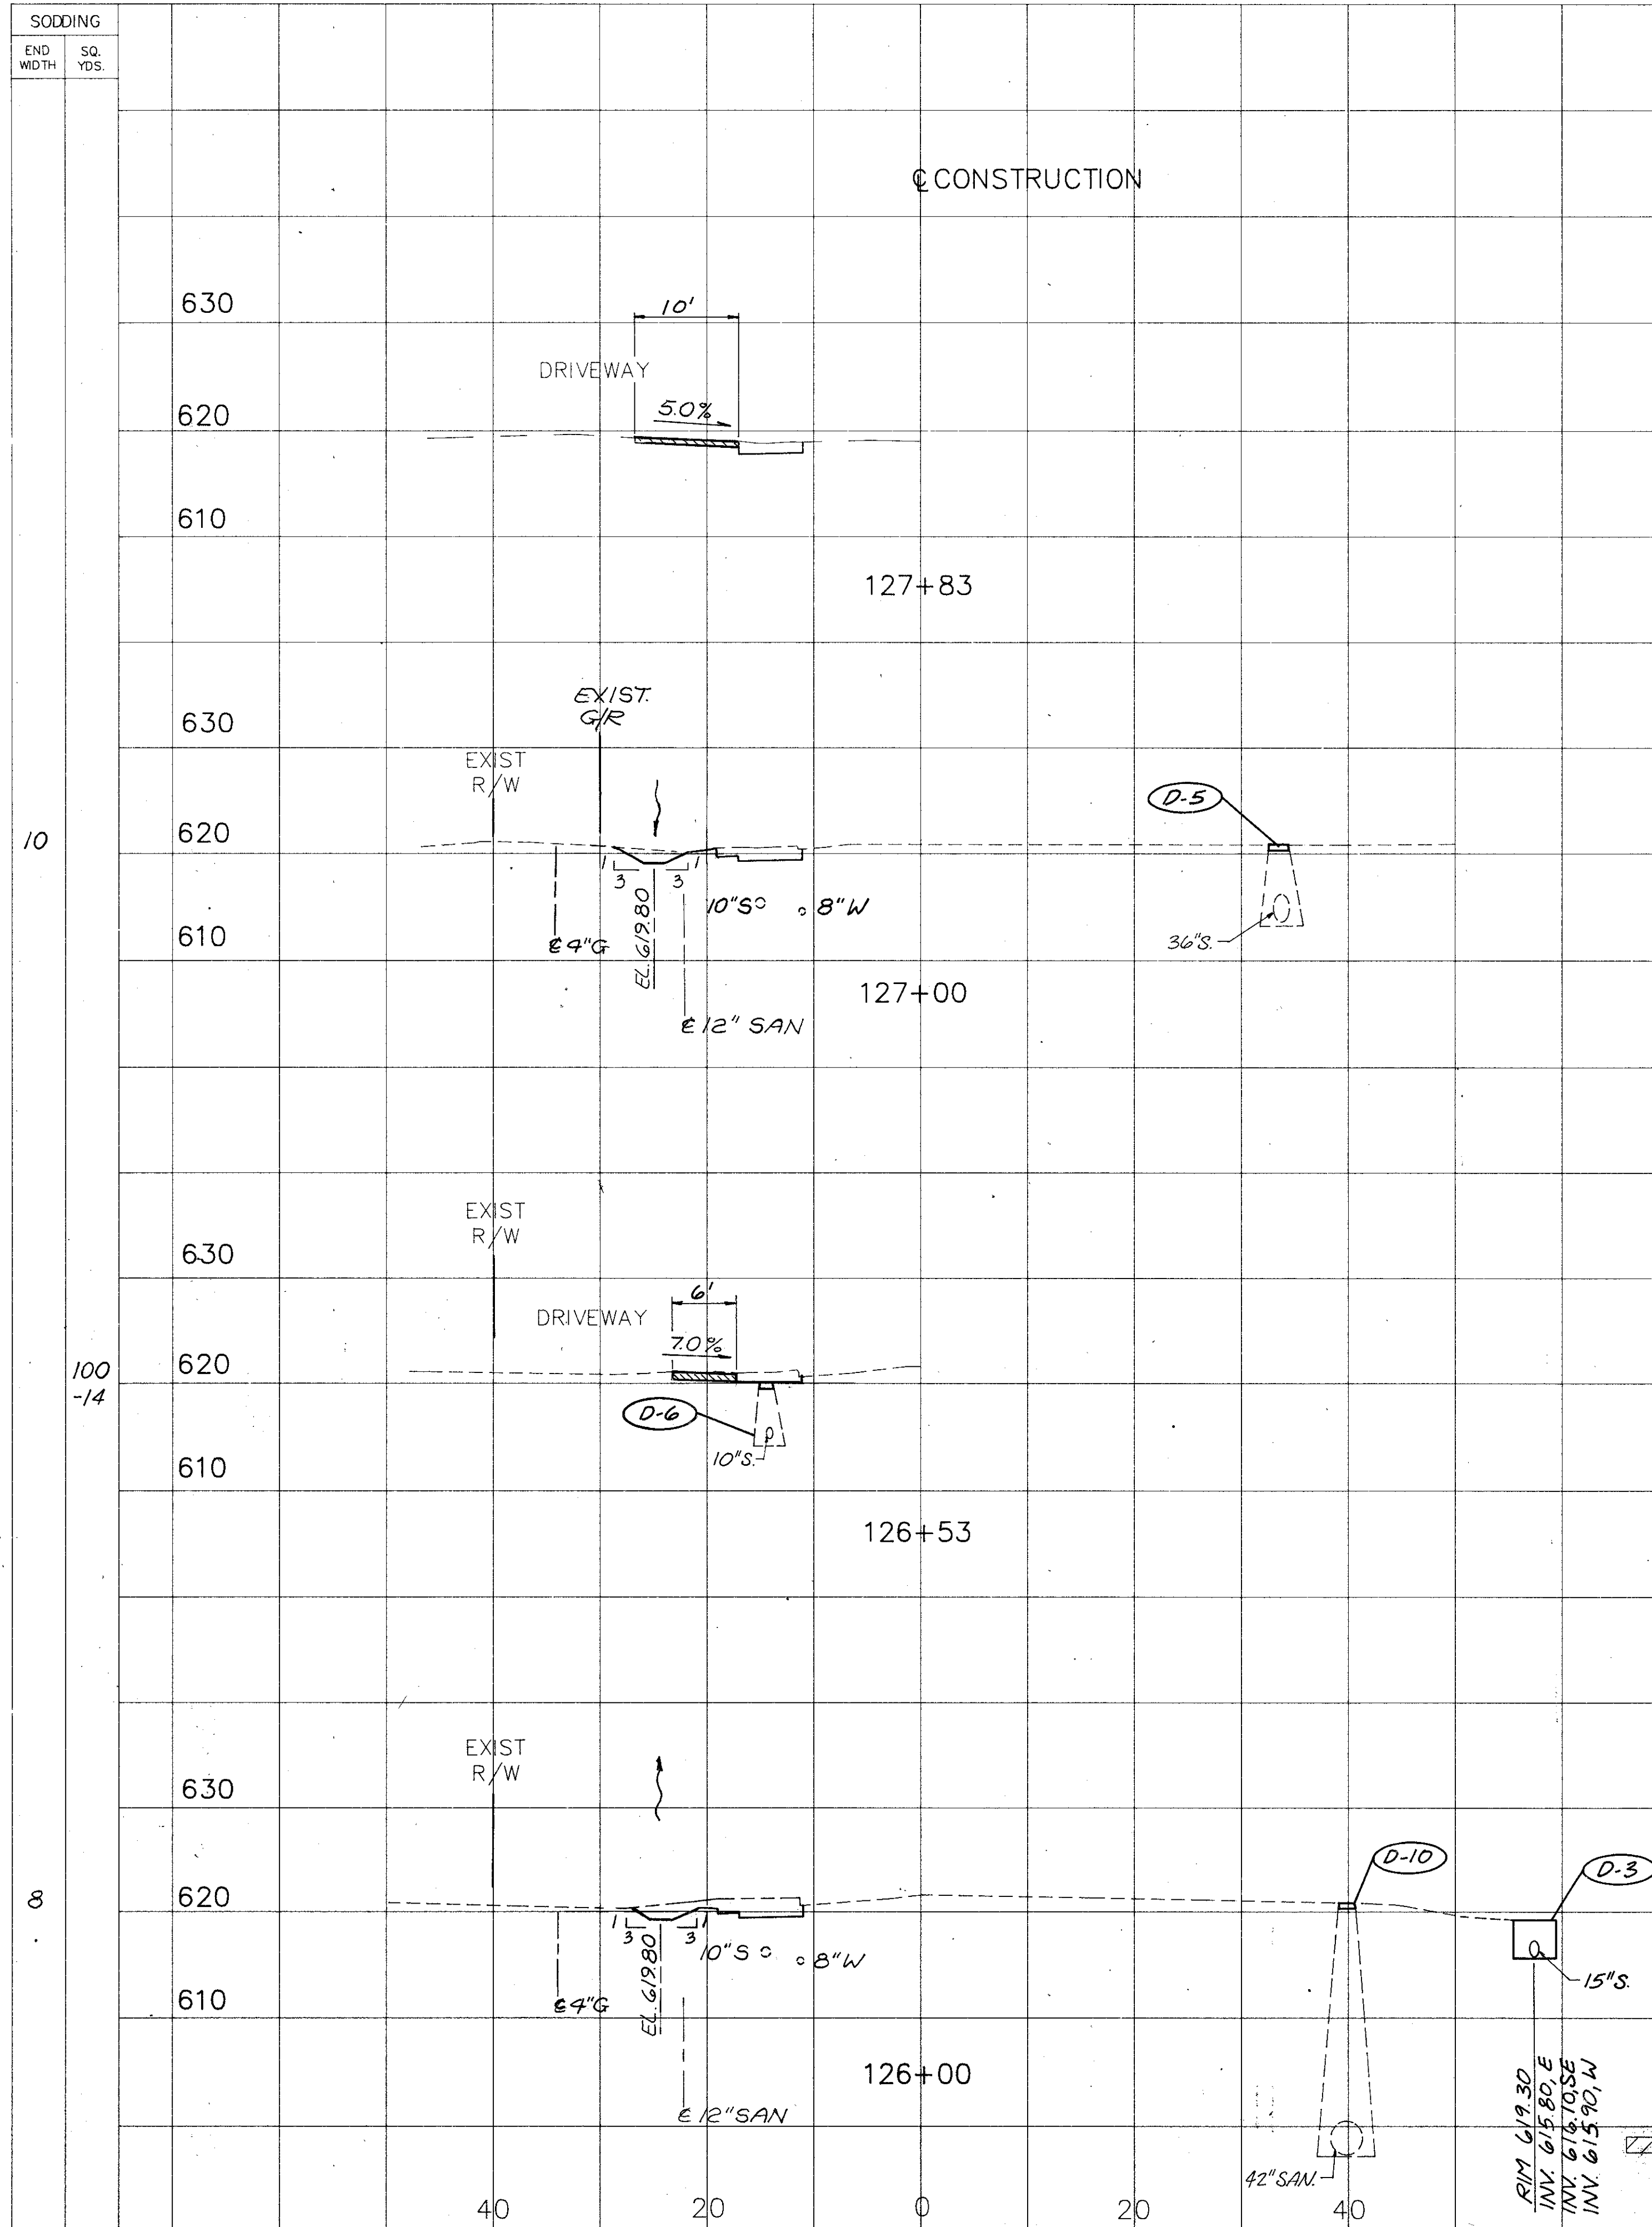 SODDING
END WIDTH
SQ. YDS.
℄ CONSTRUCTION
630
10'
DRIVEWAY
5.0%
620
610
127+83
EXIST.
G/R
630
EXIST
R/W
D-5
10
620
1
3
3
1
10"S
8"W
EL. 619.80
36"S.
610
℄ 4"G
127+00
℄ 12" SAN
EXIST
R/W
630
6'
DRIVEWAY
7.0%
100
620
-14
D-6
10"S.
610
126+53
EXIST
R/W
630
D-10
D-3
8
620
1
3
3
1
10"S
8"W
EL. 619.80
15"S.
610
℄ 4"G
126+00
℄ 12" SAN
RIM 619.30
INV. 615.80, E
INV. 616.10, SE
INV. 615.90, W
42" SAN.
40
20
0
20
40